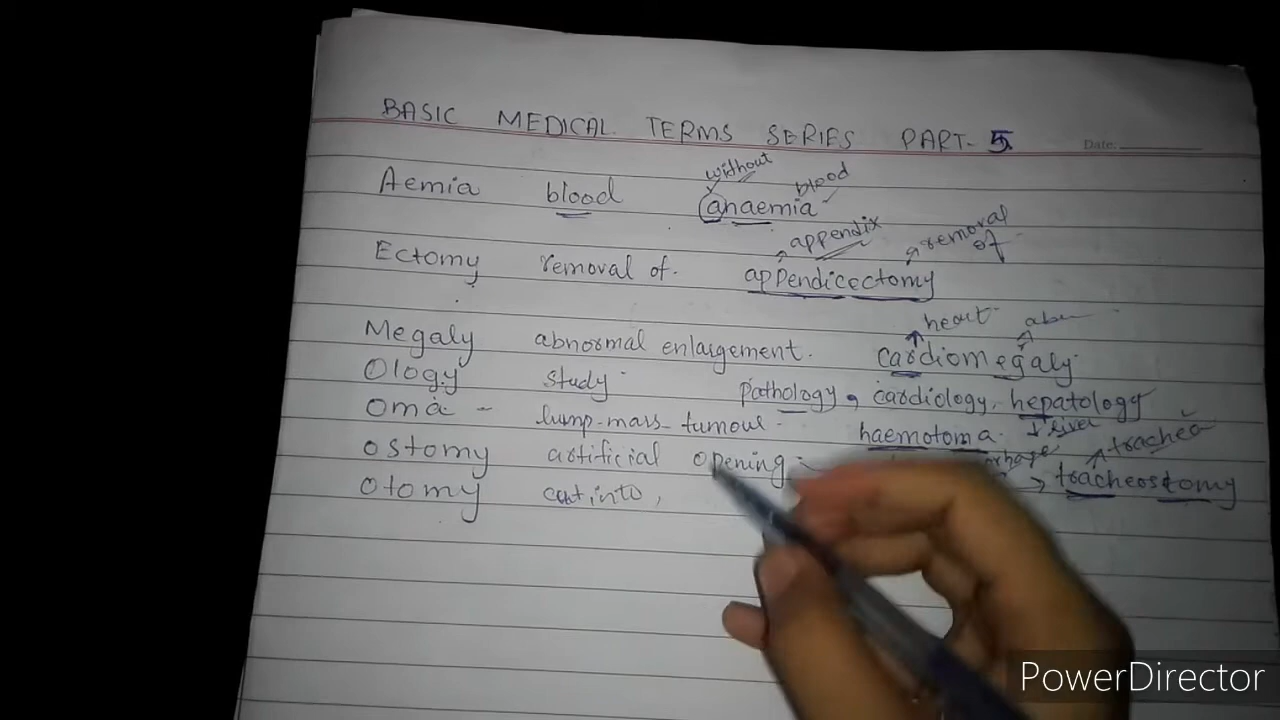 BASIC MEDICAL TERMS SERIES PART-5
Date:
without blood
Aemia blood anaemia
appendix removal of
Ectomy removal of. appendicectomy
heart
Megaly abnormal enlargement. cardiomegaly
Ology study pathology, cardiology, hepatology
Oma - lump-mass tumour - haemotoma. liver trachea
Ostomy artificial opening tracheostomy
Otomy cut into,
PowerDirector